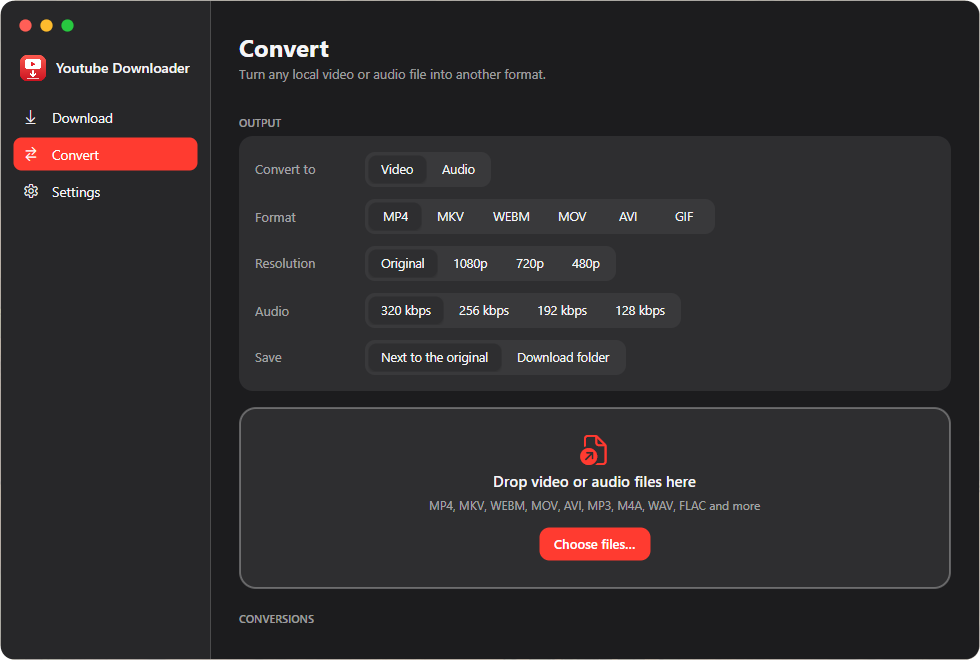 Youtube Downloader
Download
Convert
Settings
Convert
Turn any local video or audio file into another format.
OUTPUT
Convert to Video Audio
Format MP4 MKV WEBM MOV AVI GIF
Resolution Original 1080p 720p 480p
Audio 320 kbps 256 kbps 192 kbps 128 kbps
Save Next to the original Download folder
Drop video or audio files here
MP4, MKV, WEBM, MOV, AVI, MP3, M4A, WAV, FLAC and more
Choose files...
CONVERSIONS